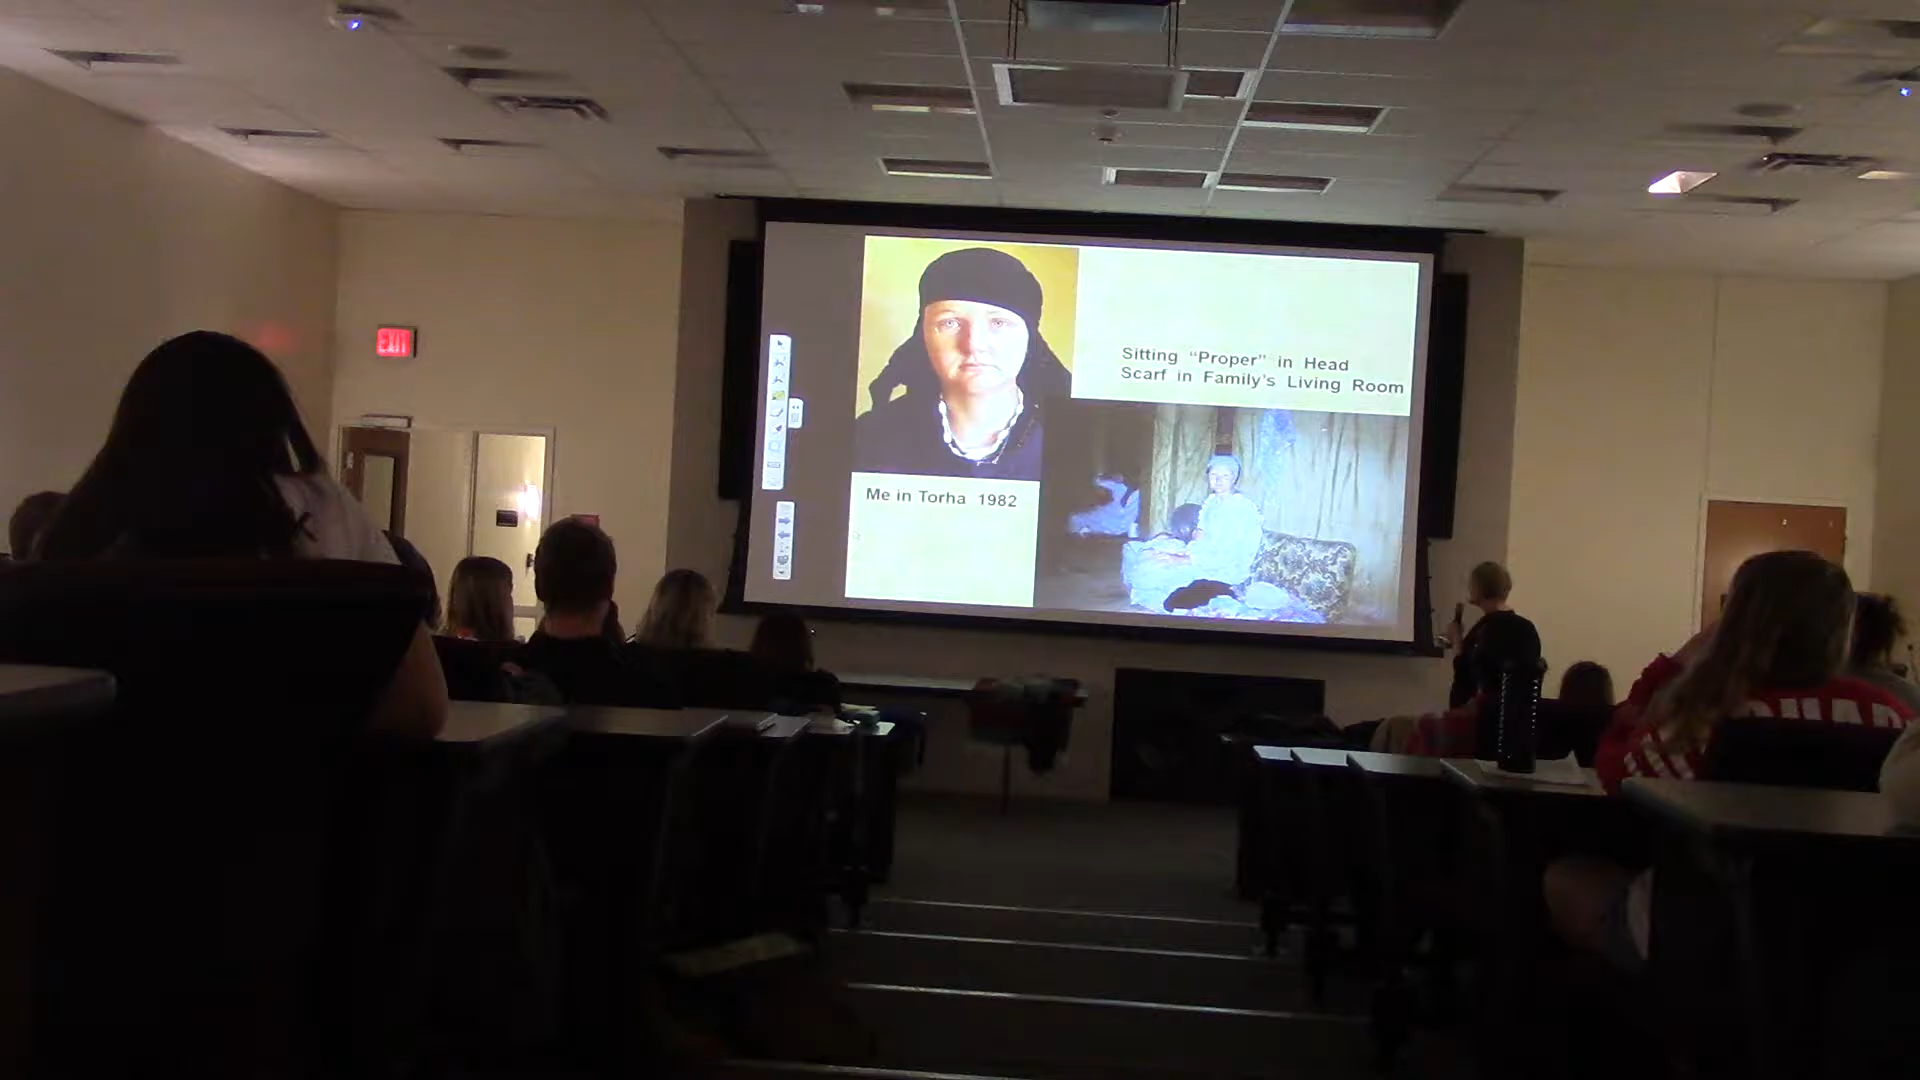 EXIT
Sitting “Proper” in Head
Scarf in Family’s Living Room
Me in Torha 1982